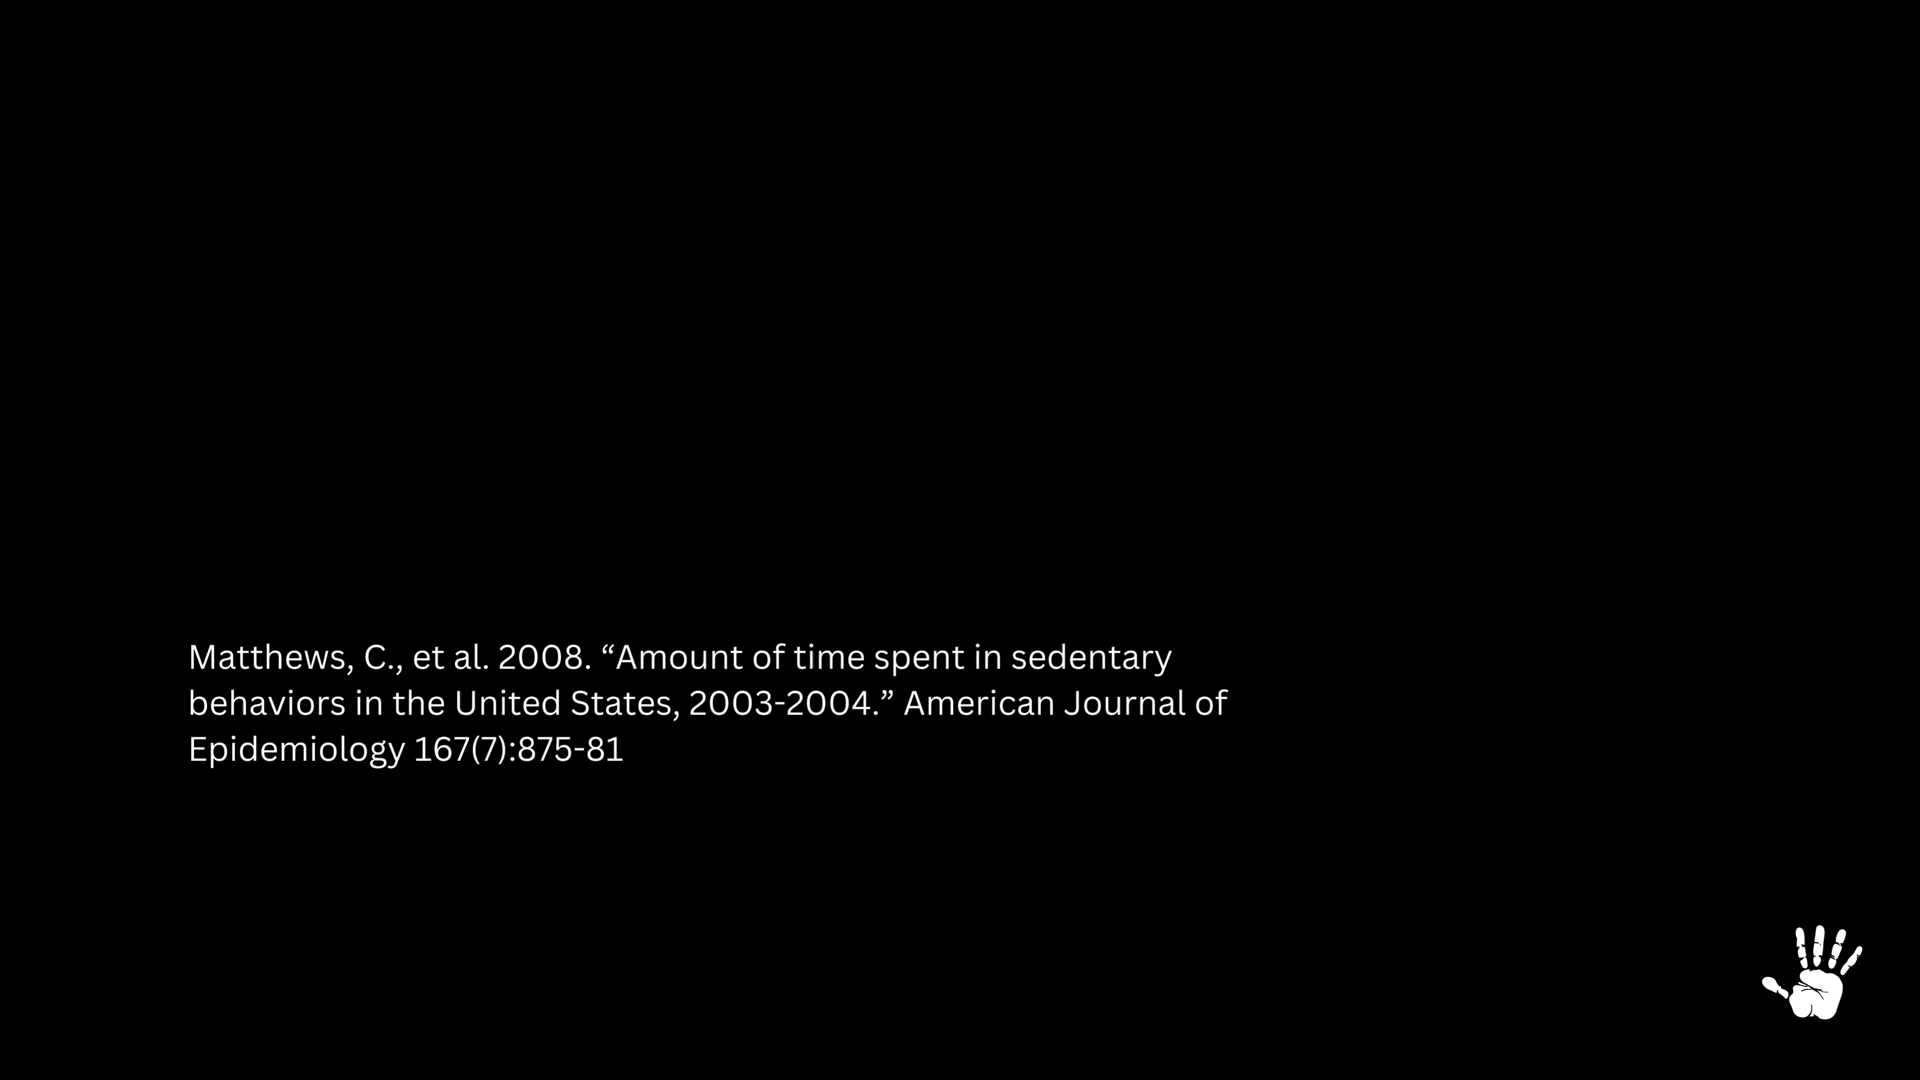 Matthews, C., et al. 2008. “Amount of time spent in sedentary
behaviors in the United States, 2003-2004.” American Journal of
Epidemiology 167(7):875-81